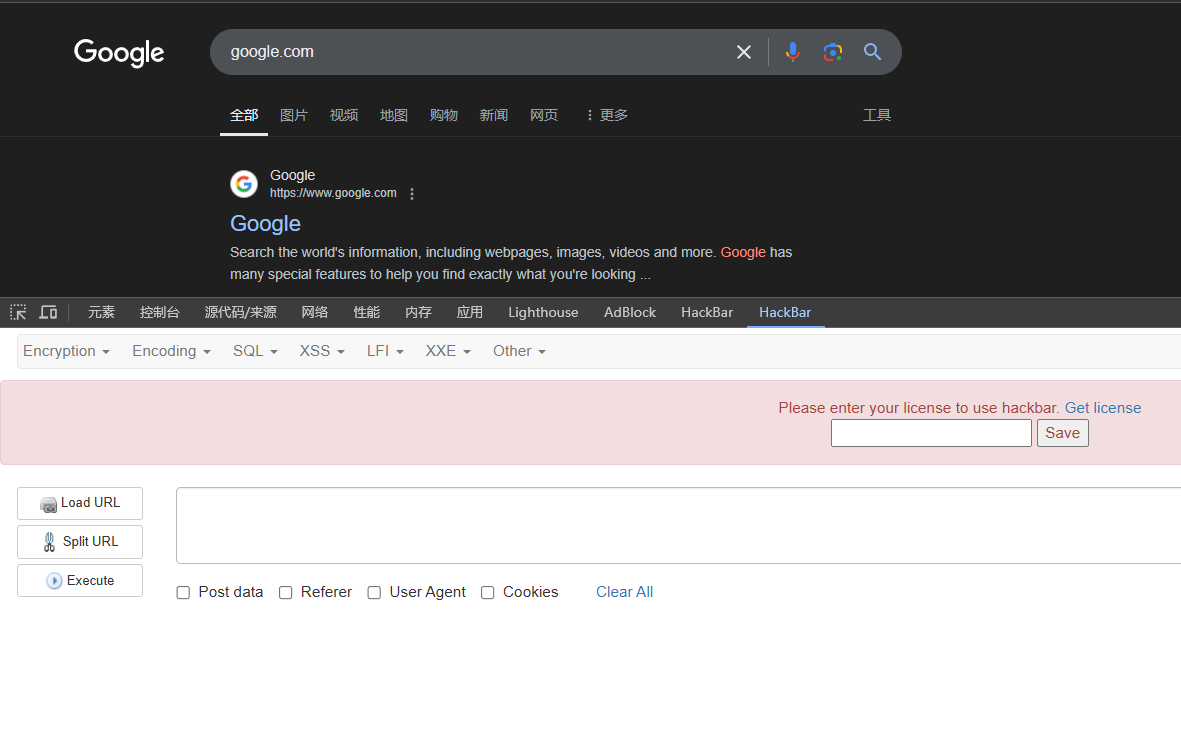 Google google.com
全部 图片 视频 地图 购物 新闻 网页 更多 工具
Google
https://www.google.com
Google
Search the world's information, including webpages, images, videos and more. Google has
many special features to help you find exactly what you're looking ...
元素 控制台 源代码/来源 网络 性能 内存 应用 Lighthouse AdBlock HackBar HackBar
Encryption Encoding SQL XSS LFI XXE Other
Please enter your license to use hackbar. Get license
Save
Load URL
Split URL
Execute
Post data Referer User Agent Cookies Clear All